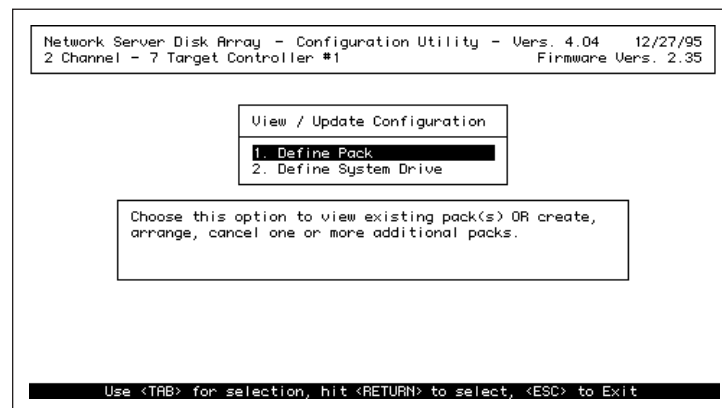 Network Server Disk Array - Configuration Utility - Vers. 4.04 12/27/95
2 Channel - 7 Target Controller #1 Firmware Vers. 2.35
View / Update Configuration
1. Define Pack
2. Define System Drive
Choose this option to view existing pack(s) OR create,
arrange, cancel one or more additional packs.
Use <TAB> for selection, hit <RETURN> to select, <ESC> to Exit